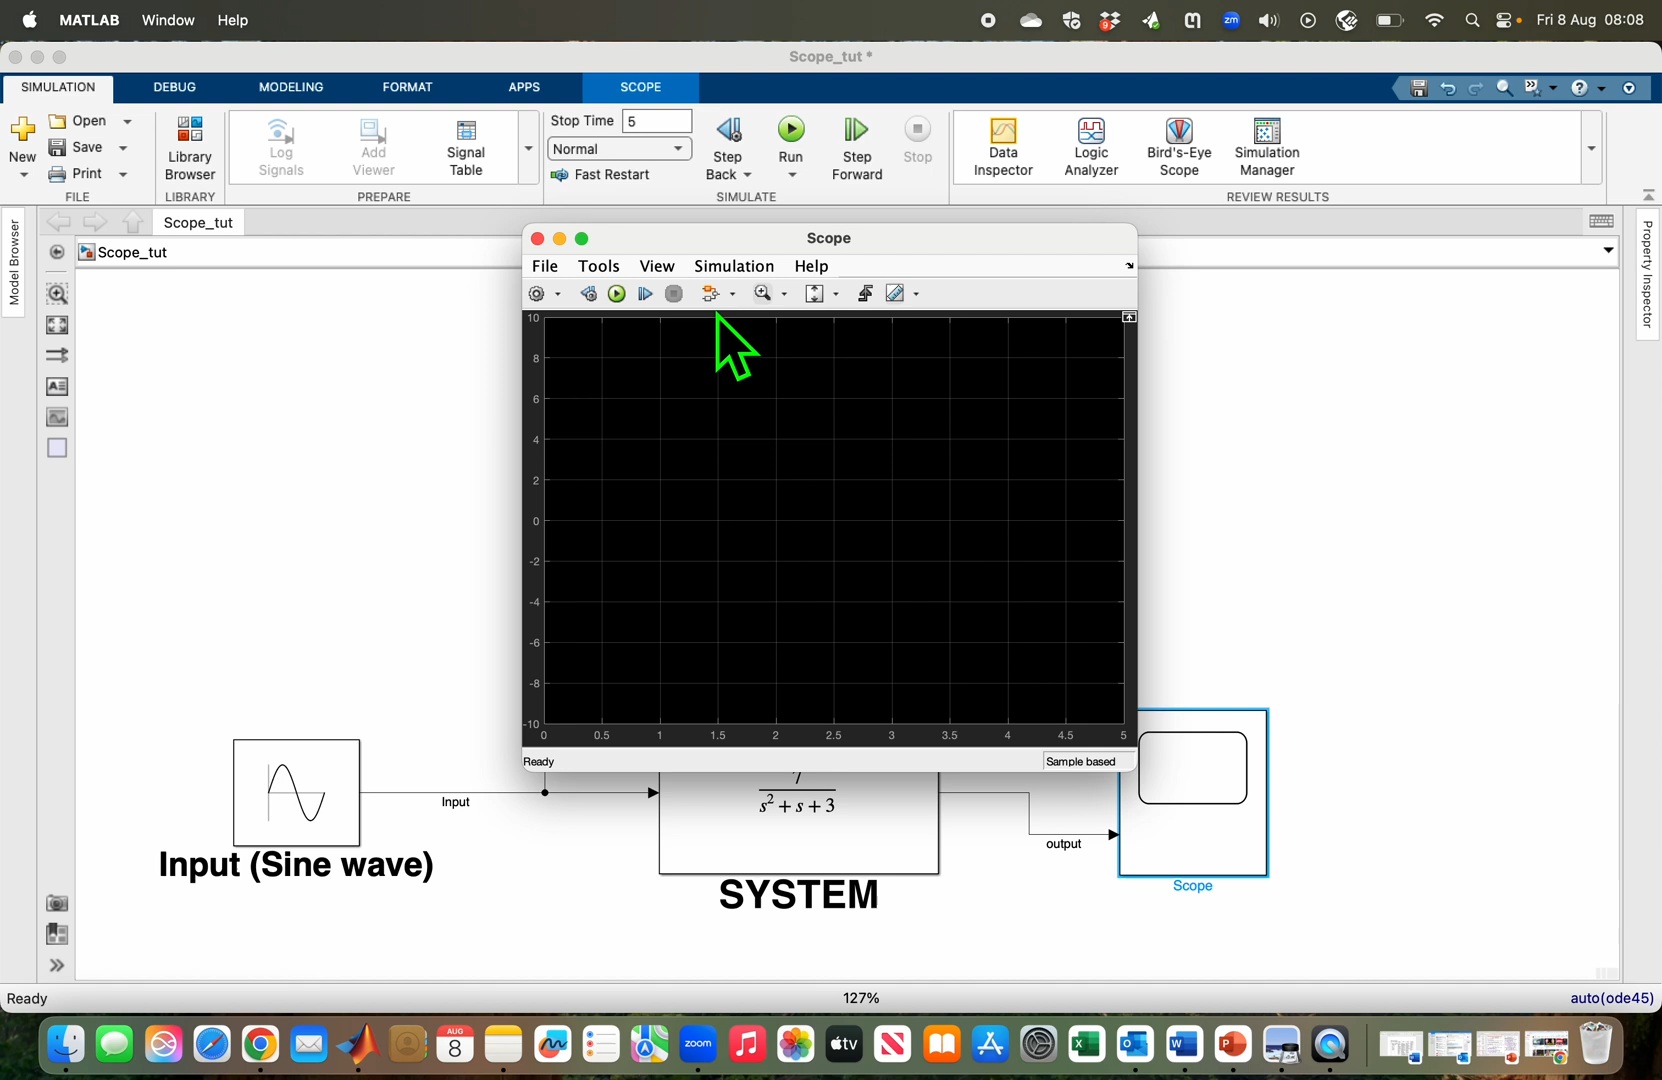 MATLAB Window Help
9
zm
Fri 8 Aug 08:08
Scope_tut *
SIMULATION DEBUG MODELING FORMAT APPS SCOPE
New
Open
Save
Print
FILE
Library
Browser
LIBRARY
Log
Signals
Add
Viewer
Signal
Table
PREPARE
Stop Time 5
Normal
Fast Restart
Step
Back
Run
Step
Forward
Stop
SIMULATE
Data
Inspector
Logic
Analyzer
Bird's-Eye
Scope
Simulation
Manager
REVIEW RESULTS
Model Browser
Scope_tut
Scope_tut
Property Inspector
Scope
File Tools View Simulation Help
10
8
6
4
2
0
-2
-4
-6
-8
-10
0 0.5 1 1.5 2 2.5 3 3.5 4 4.5 5
Ready Sample based
Input
7
s² + s + 3
output
Input (Sine wave)
SYSTEM
Scope
Ready 127% auto(ode45)
AUG
8
zoom
tv